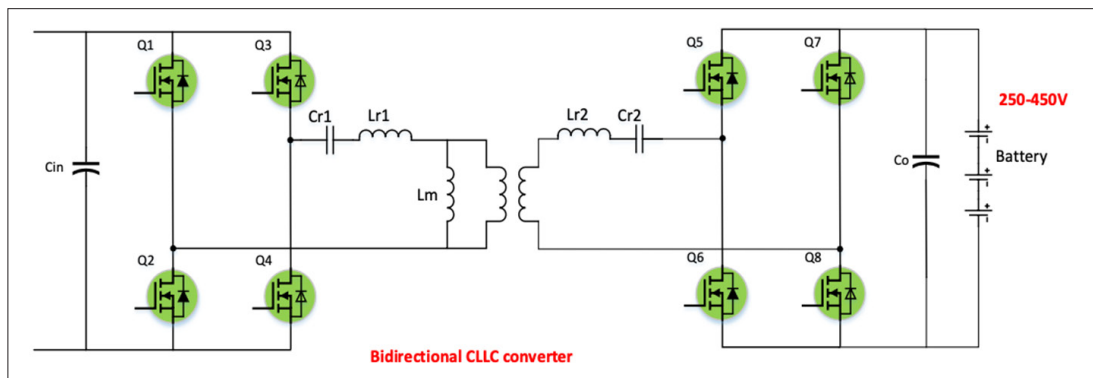 Q1
Q3
Q5
Q7
250-450V
Cr1
Lr1
Lr2
Cr2
Cin
Lm
Co
Battery
Q2
Q4
Q6
Q8
Bidirectional CLLC converter